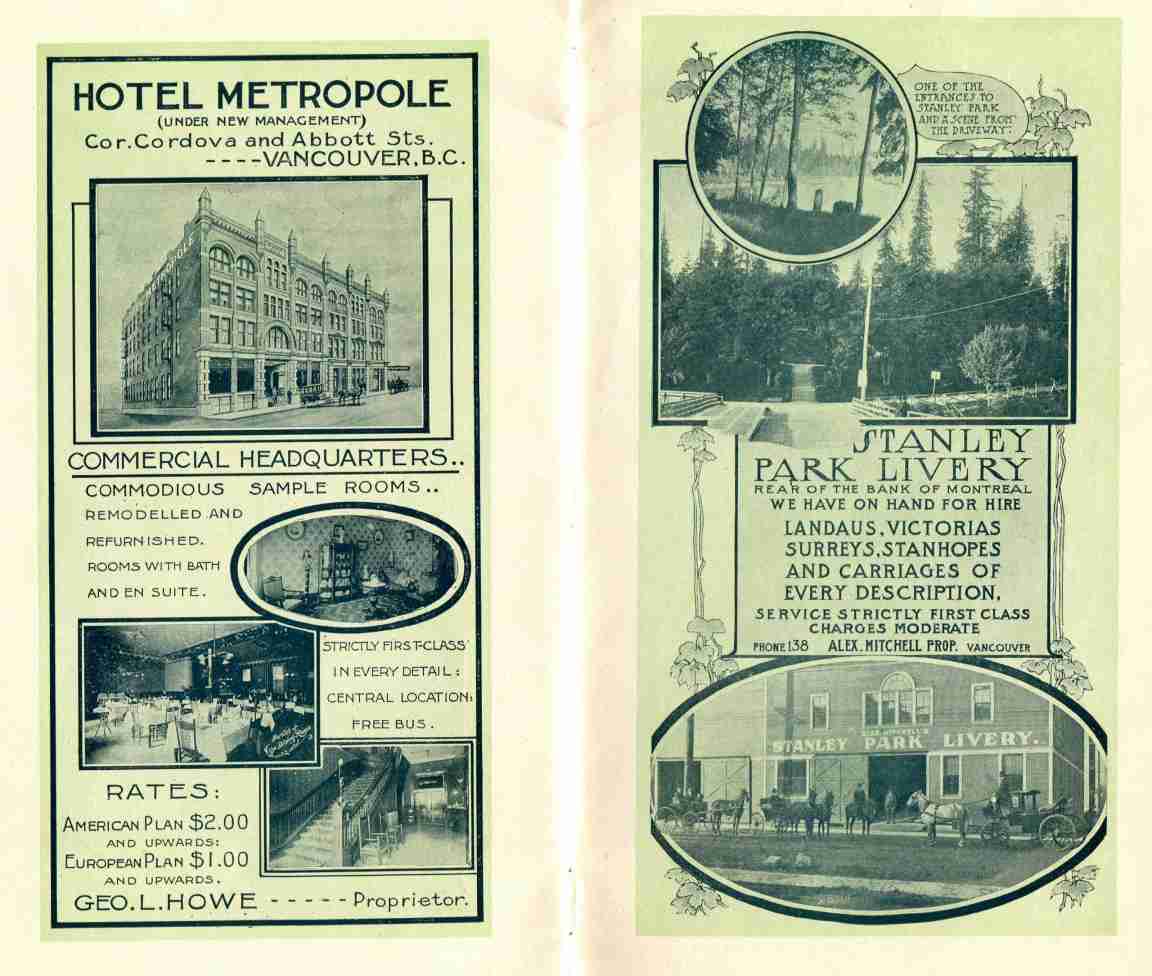 HOTEL METROPOLE
(UNDER NEW MANAGEMENT)
Cor. Cordova and Abbott Sts.
----VANCOUVER, B.C.
COMMERCIAL HEADQUARTERS..
COMMODIOUS SAMPLE ROOMS..
REMODELLED AND
REFURNISHED.
ROOMS WITH BATH
AND EN SUITE.
STRICTLY FIRST-CLASS
IN EVERY DETAIL:
CENTRAL LOCATION:
FREE BUS.
RATES:
AMERICAN PLAN $2.00
AND UPWARDS:
EUROPEAN PLAN $1.00
AND UPWARDS.
GEO. L. HOWE ----- Proprietor.
ONE OF THE
ENTRANCES TO
STANLEY PARK
AND A SCENE FROM
THE DRIVEWAY:
STANLEY
PARK LIVERY
REAR OF THE BANK OF MONTREAL
WE HAVE ON HAND FOR HIRE
LANDAUS, VICTORIAS
SURREYS, STANHOPES
AND CARRIAGES OF
EVERY DESCRIPTION,
SERVICE STRICTLY FIRST CLASS
CHARGES MODERATE
PHONE 138 ALEX. MITCHELL PROP. VANCOUVER
ALEX MITCHELL'S
STANLEY PARK LIVERY.